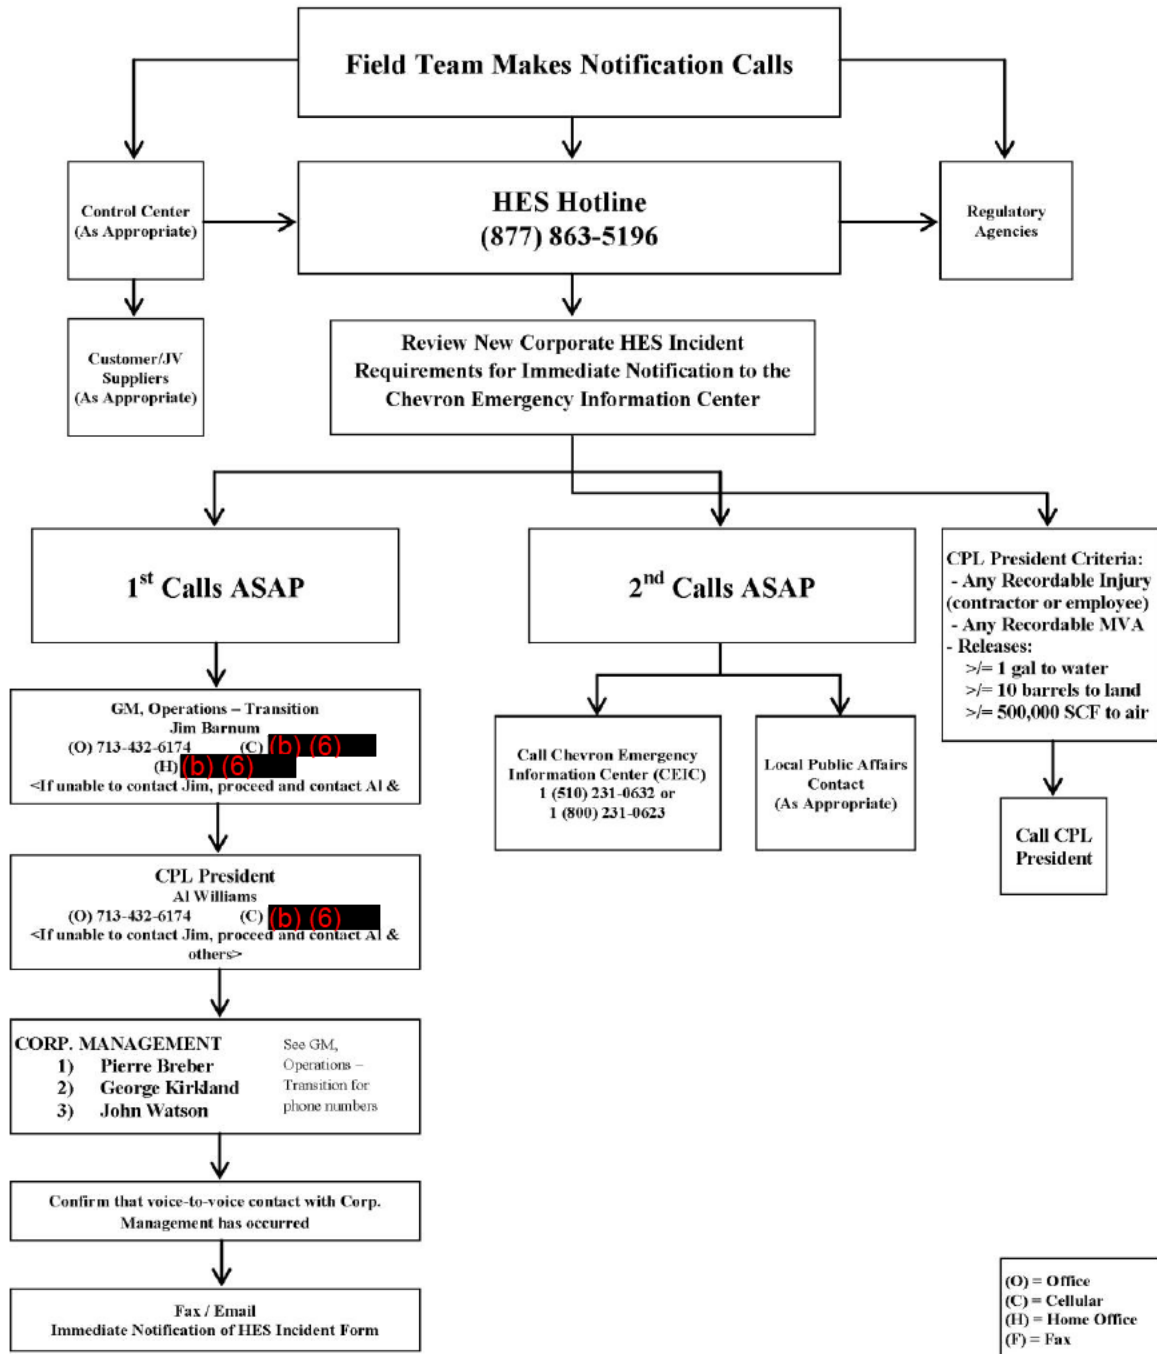 Field Team Makes Notification Calls
Control Center
(As Appropriate)
HES Hotline
(877) 863-5196
Regulatory
Agencies
Customer/JV
Suppliers
(As Appropriate)
Review New Corporate HES Incident
Requirements for Immediate Notification to the
Chevron Emergency Information Center
1st Calls ASAP
2nd Calls ASAP
CPL President Criteria:
- Any Recordable Injury
(contractor or employee)
- Any Recordable MVA
- Releases:
>/= 1 gal to water
>/= 10 barrels to land
>/= 500,000 SCF to air
GM, Operations – Transition
Jim Barnum
(O) 713-432-6174 (C) (b) (6)
(H) (b) (6)
<If unable to contact Jim, proceed and contact Al &
Call Chevron Emergency
Information Center (CEIC)
1 (510) 231-0632 or
1 (800) 231-0623
Local Public Affairs
Contact
(As Appropriate)
Call CPL
President
CPL President
Al Williams
(O) 713-432-6174 (C) (b) (6)
<If unable to contact Jim, proceed and contact Al &
others>
CORP. MANAGEMENT
1) Pierre Breber
2) George Kirkland
3) John Watson
See GM,
Operations –
Transition for
phone numbers
Confirm that voice-to-voice contact with Corp.
Management has occurred
Fax / Email
Immediate Notification of HES Incident Form
(O) = Office
(C) = Cellular
(H) = Home Office
(F) = Fax